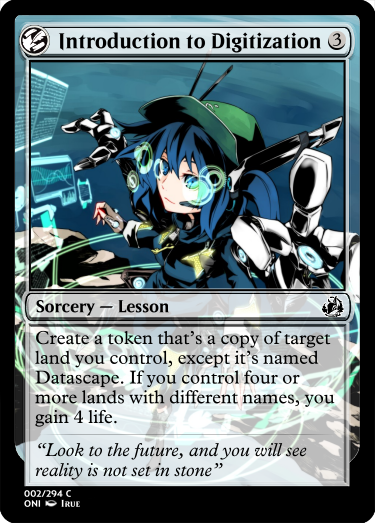 Introduction to Digitization 3
Sorcery — Lesson
Create a token that's a copy of target
land you control, except it's named
Datascape. If you control four or
more lands with different names, you
gain 4 life.
“Look to the future, and you will see
reality is not set in stone”
002/294 C
ONI IRUE